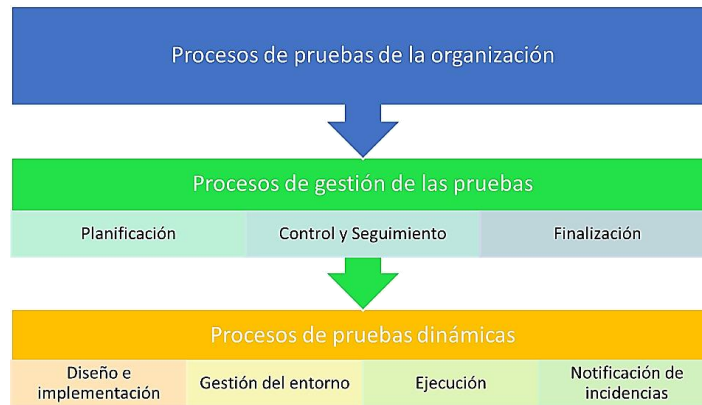 Procesos de pruebas de la organización
Procesos de gestión de las pruebas
Planificación
Control y Seguimiento
Finalización
Procesos de pruebas dinámicas
Diseño e
implementación
Gestión del entorno
Ejecución
Notificación de
incidencias